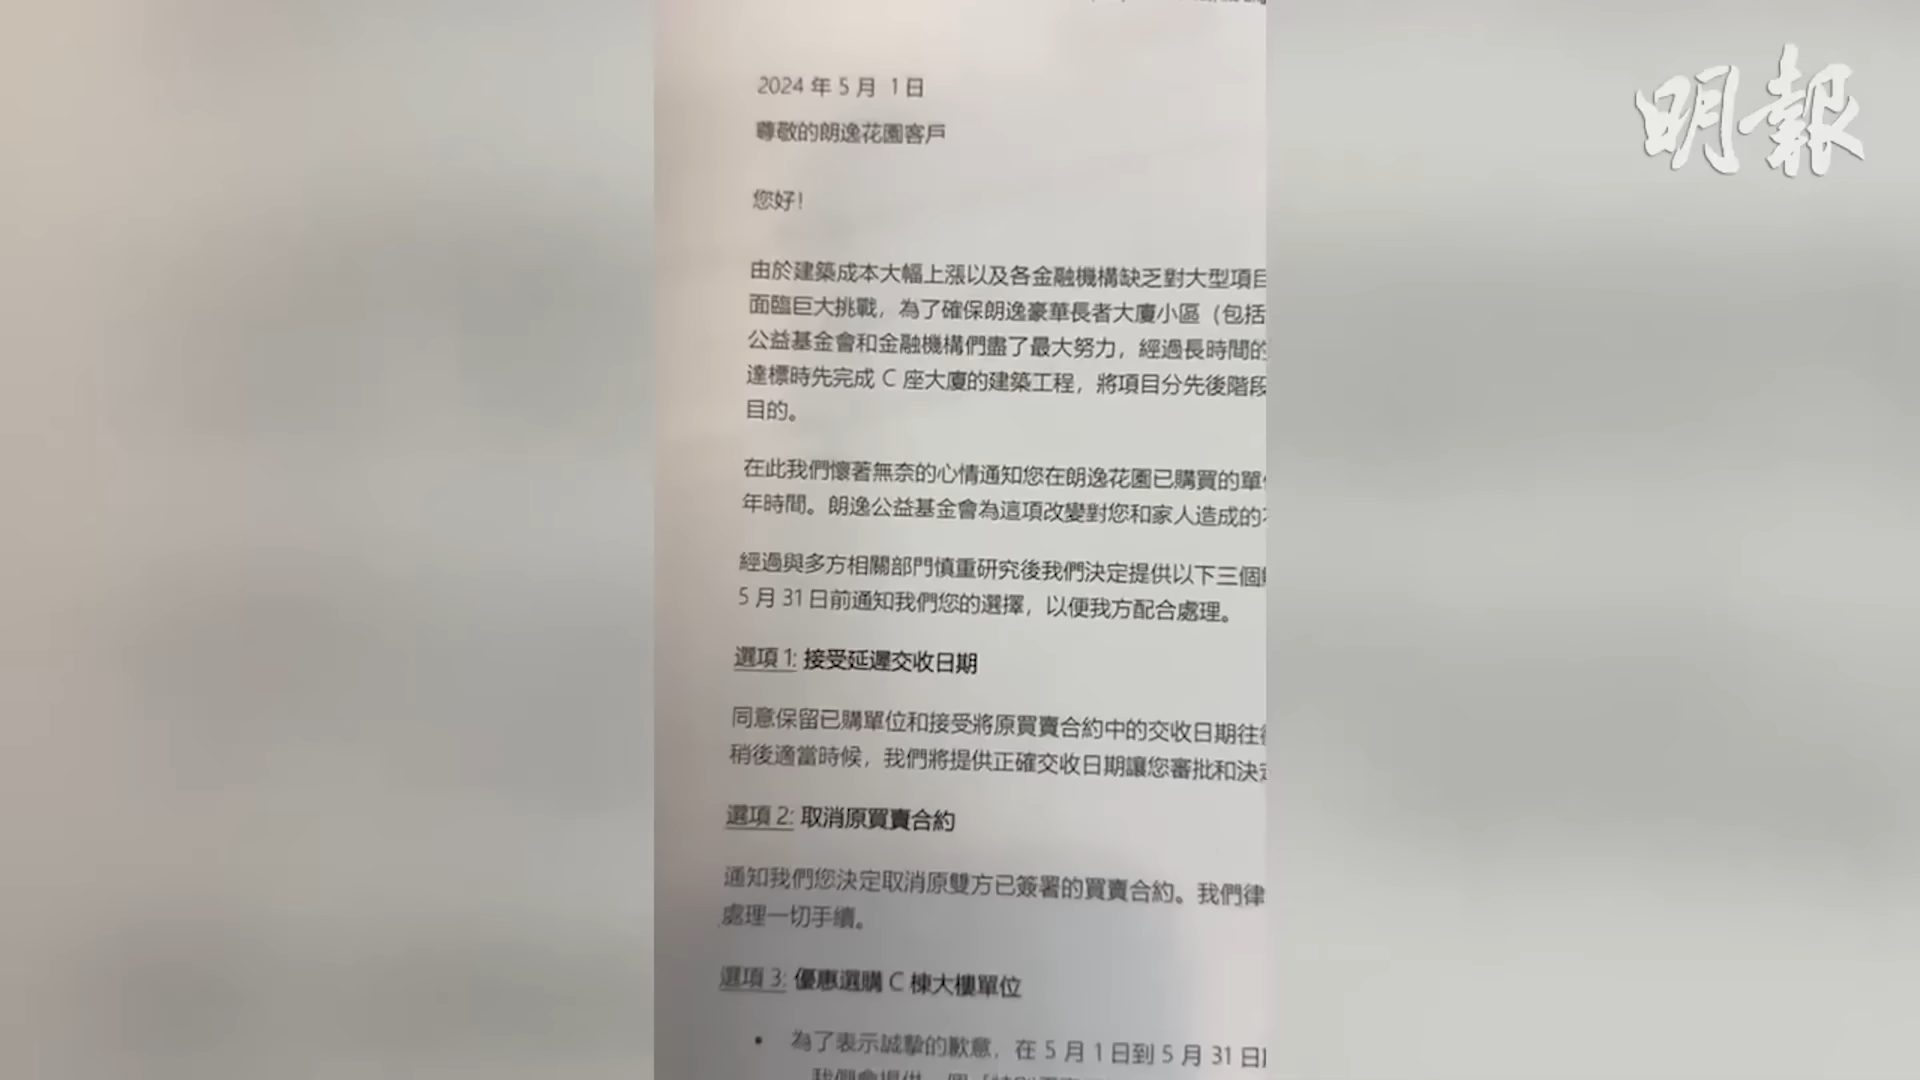 明報
2024 年 5 月 1 日
尊敬的朗逸花園客戶
您好！
由於建築成本大幅上漲以及各金融機構缺乏對大型項目
面臨巨大挑戰，為了確保朗逸豪華長者大廈小區（包括
公益基金會和金融機構們盡了最大努力，經過長時間的
達標時先完成 C 座大廈的建築工程，將項目分先後階段
目的。
在此我們懷著無奈的心情通知您在朗逸花園已購買的單
年時間。朗逸公益基金會為這項改變對您和家人造成的
經過與多方相關部門慎重研究後我們決定提供以下三個
5 月 31 日前通知我們您的選擇，以便我方配合處理。
選項 1: 接受延遲交收日期
同意保留已購單位和接受將原買賣合約中的交收日期往
稍後適當時候，我們將提供正確交收日期讓您審批和決
選項 2: 取消原買賣合約
通知我們您決定取消原雙方已簽署的買賣合約。我們律
處理一切手續。
選項 3: 優惠選購 C 棟大樓單位
• 為了表示誠摯的歉意，在 5 月 1 日到 5 月 31 日